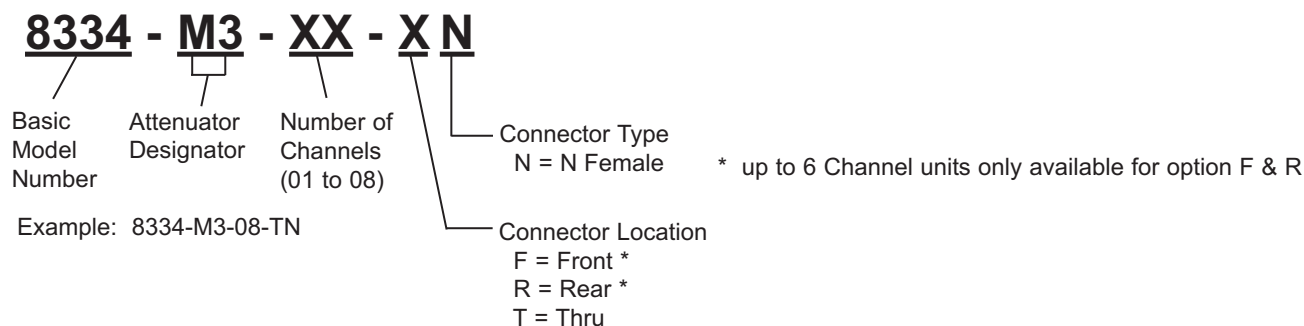 8334 - M3 - XX - X N
Basic
Model
Number
Attenuator
Designator
Number of
Channels
(01 to 08)
Connector Type
N = N Female
* up to 6 Channel units only available for option F & R
Example: 8334-M3-08-TN
Connector Location
F = Front *
R = Rear *
T = Thru